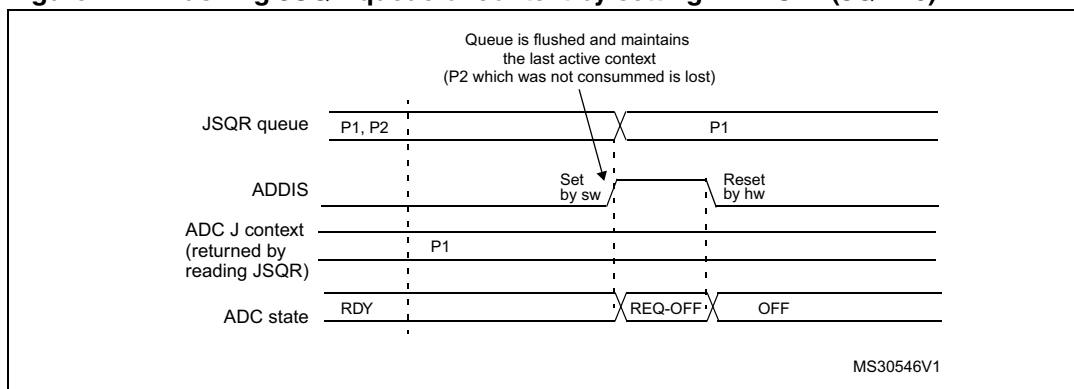 Queue is flushed and maintains
the last active context
(P2 which was not consummed is lost)
JSQR queue
P1, P2
P1
ADDIS
Set
by sw
Reset
by hw
ADC J context
(returned by
reading JSQR)
P1
ADC state
RDY
REQ-OFF
OFF
MS30546V1